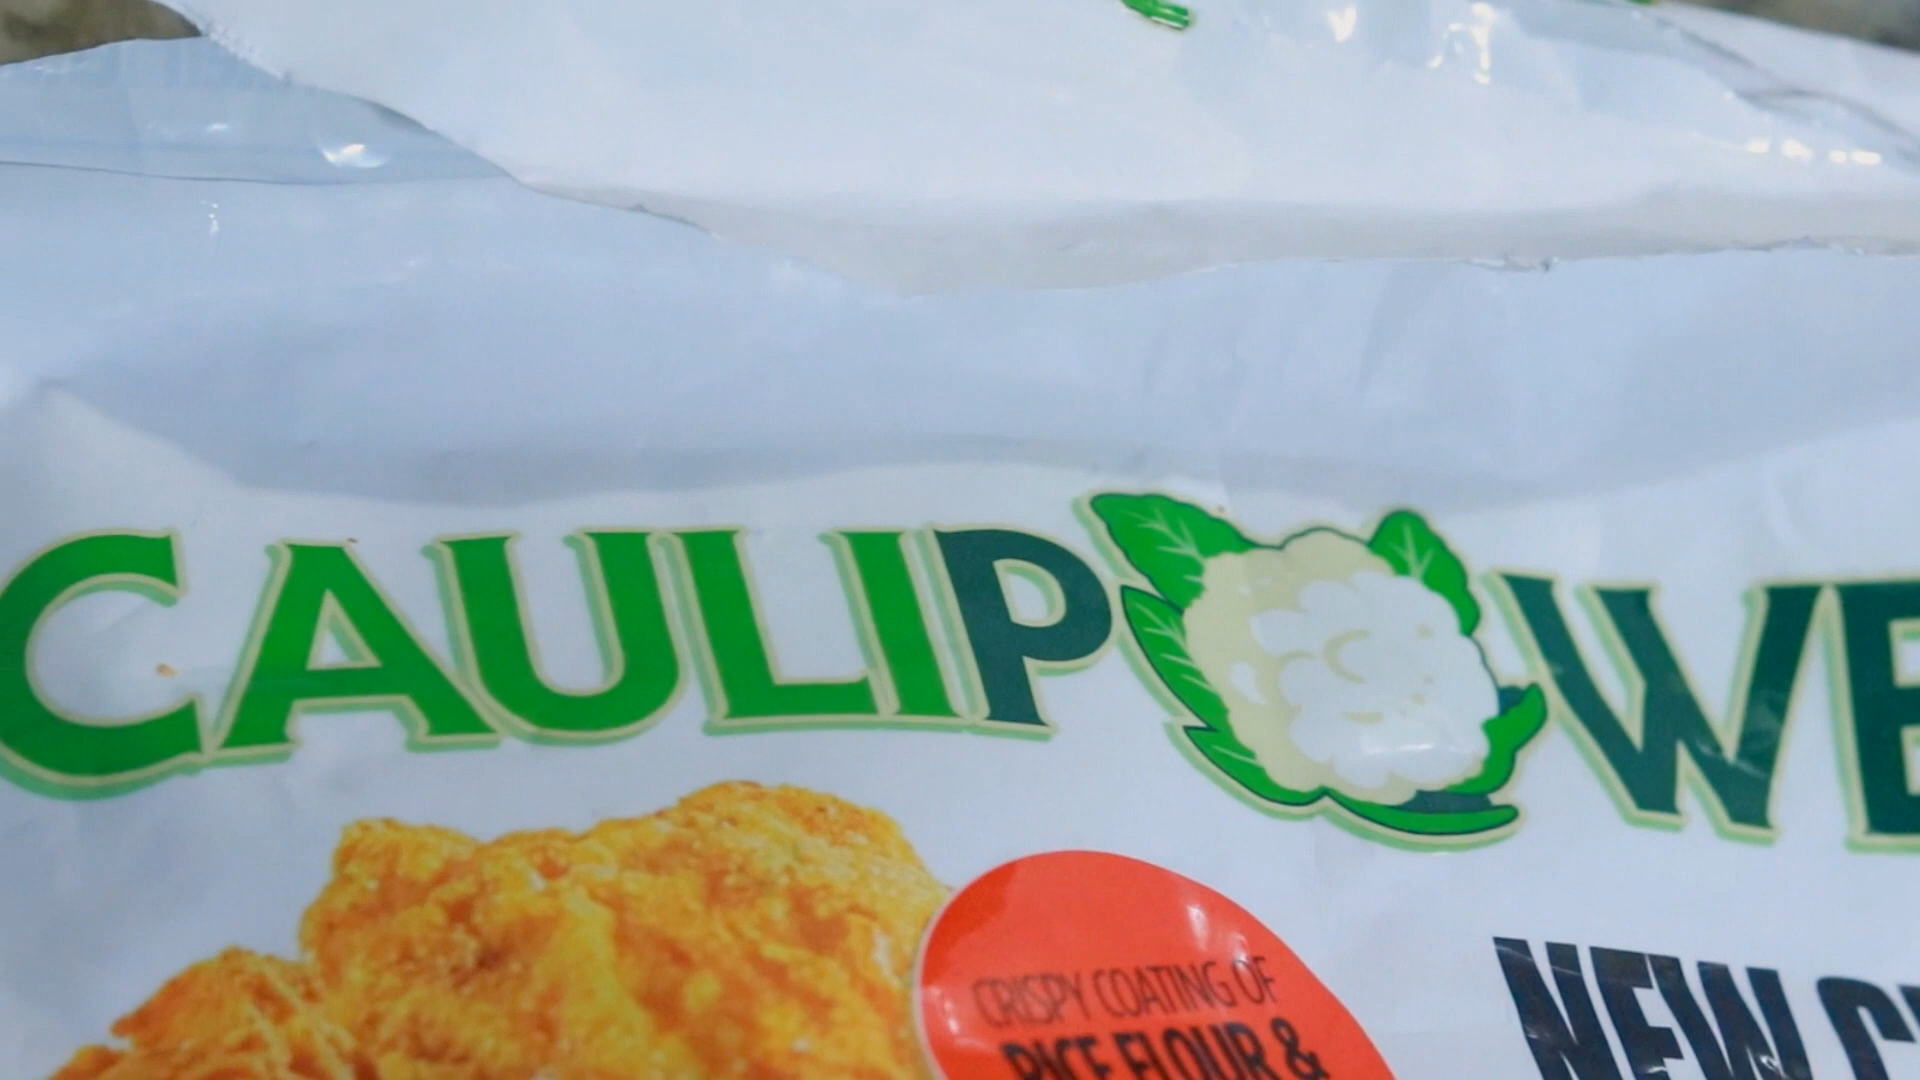 CAULIPOWE
CRISPY COATING OF
RICE FLOUR &
NEW C